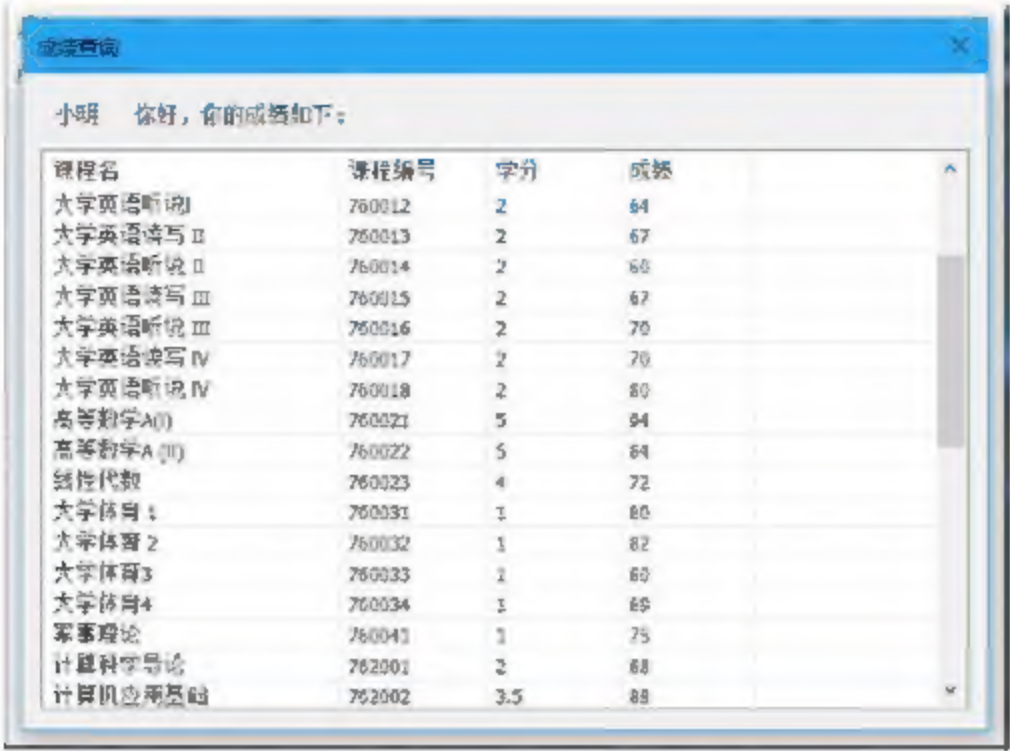 成绩查询
小明 你好，你的成绩如下：
课程名 课程编号 学分 成绩
大学英语听说I 760012 2 64
大学英语读写 II 760013 2 67
大学英语听说 II 760014 2 60
大学英语读写 III 760015 2 67
大学英语听说 III 760016 2 70
大学英语读写 IV 760017 2 70
大学英语听说 IV 760018 2 80
高等数学A(I) 760021 5
高等数学A (II) 760022 5
线性代数 760023 4 72
大学体育 1 760031 1 80
大学体育 2 760032 1 82
大学体育3 760033 1
大学体育4 760034 1
军事理论 760041 1 75
计算科学导论 762001 2
计算机应用基础 762002 3.5